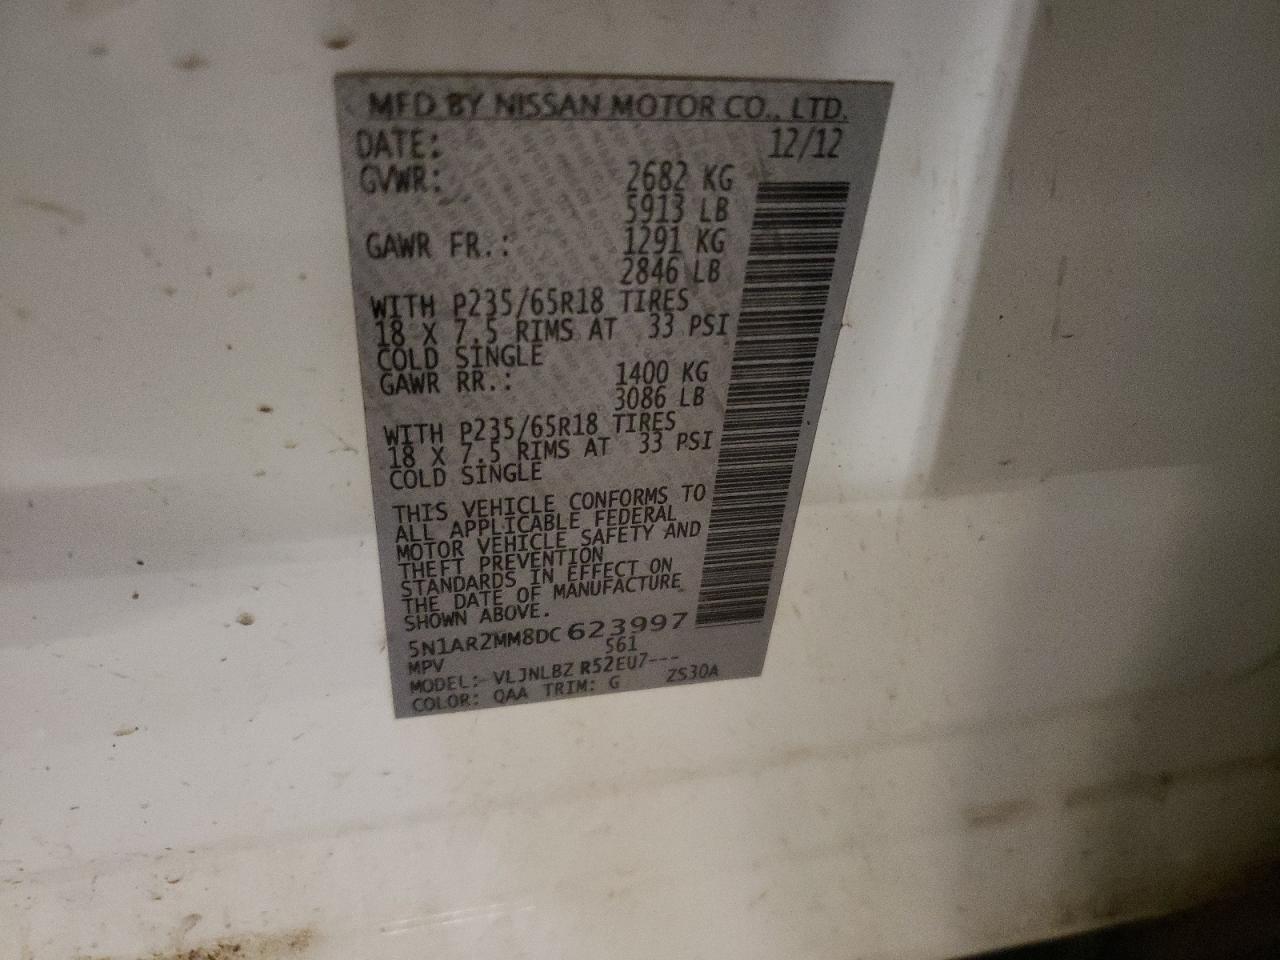 MFD BY NISSAN MOTOR CO., LTD.
DATE: 12/12
GVWR: 2682 KG
5913 LB
GAWR FR.: 1291 KG
2846 LB
WITH P235/65R18 TIRES
18 X 7.5 RIMS AT 33 PSI
COLD SINGLE
GAWR RR.: 1400 KG
3086 LB
WITH P235/65R18 TIRES
18 X 7.5 RIMS AT 33 PSI
COLD SINGLE
THIS VEHICLE CONFORMS TO
ALL APPLICABLE FEDERAL
MOTOR VEHICLE SAFETY AND
THEFT PREVENTION
STANDARDS IN EFFECT ON
THE DATE OF MANUFACTURE
SHOWN ABOVE.
5N1AR2MM8DC 623997
MPV S61
MODEL:-VLJNLBZ R52EU7---
COLOR: QAA TRIM: G ZS30A